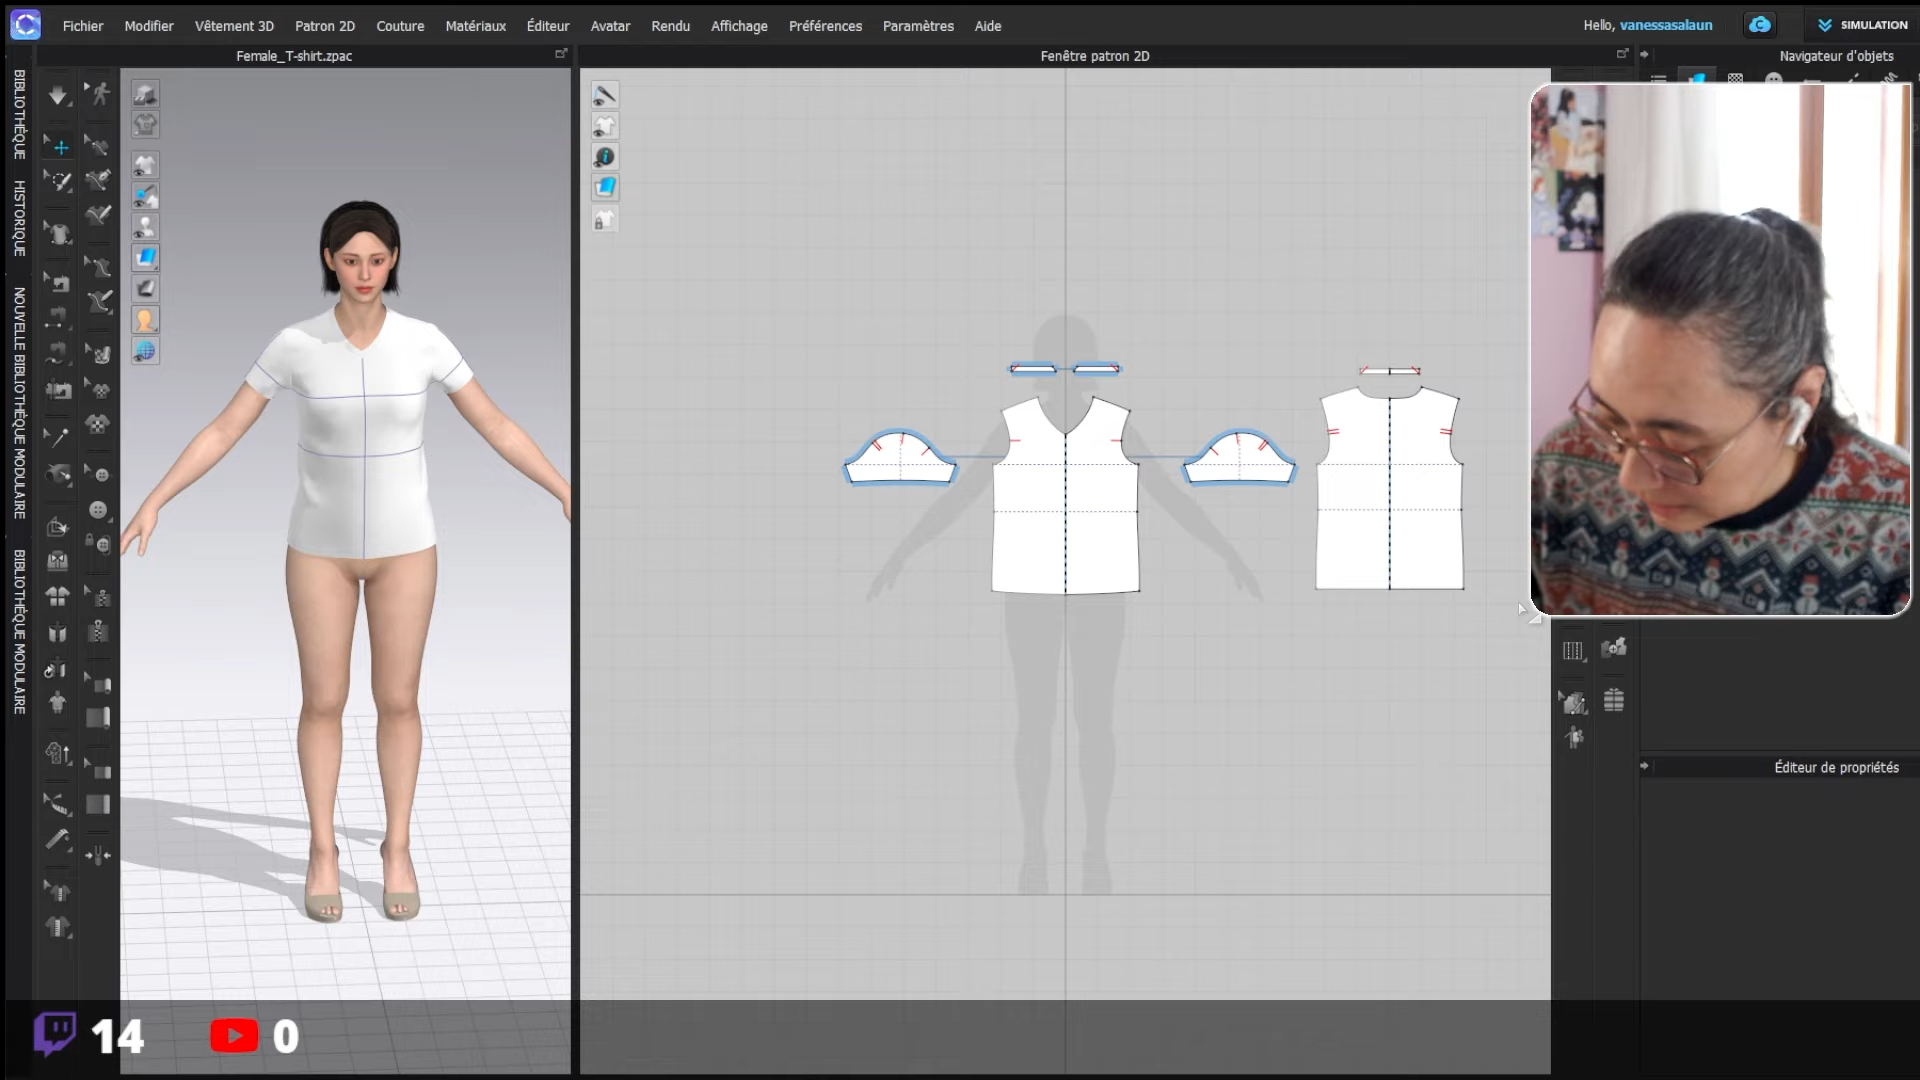 Fichier Modifier Vêtement 3D Patron 2D Couture Matériaux Éditeur Avatar Rendu Affichage Préférences Paramètres Aide
Hello, vanessasalaun
SIMULATION
Female_T-shirt.zpac
Fenêtre patron 2D
Navigateur d'objets
BIBLIOTHÈQUE
HISTORIQUE
NOUVELLE BIBLIOTHÈQUE MODULAIRE
BIBLIOTHÈQUE MODULAIRE
Éditeur de propriétés
14
0